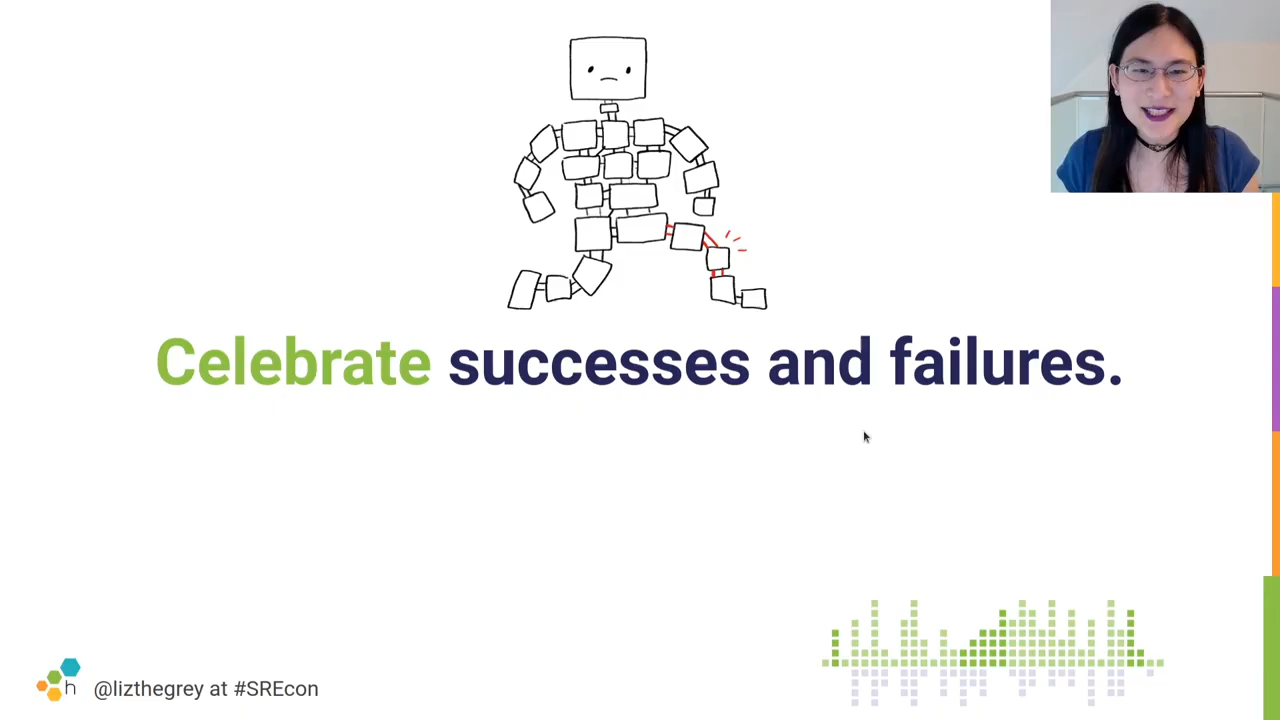 Celebrate successes and failures.
h
@lizthegrey at #SREcon